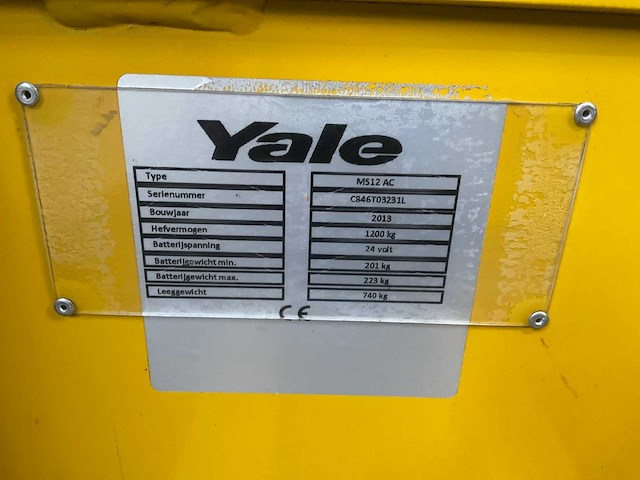 Yale
Type MS12 AC
Serienummer C846T03231L
Bouwjaar 2013
Hefvermogen 1200 kg
Batterijspanning 24 volt
Batterijgewicht min. 201 kg
Batterijgewicht max. 223 kg
Leeggewicht 740 kg
CE